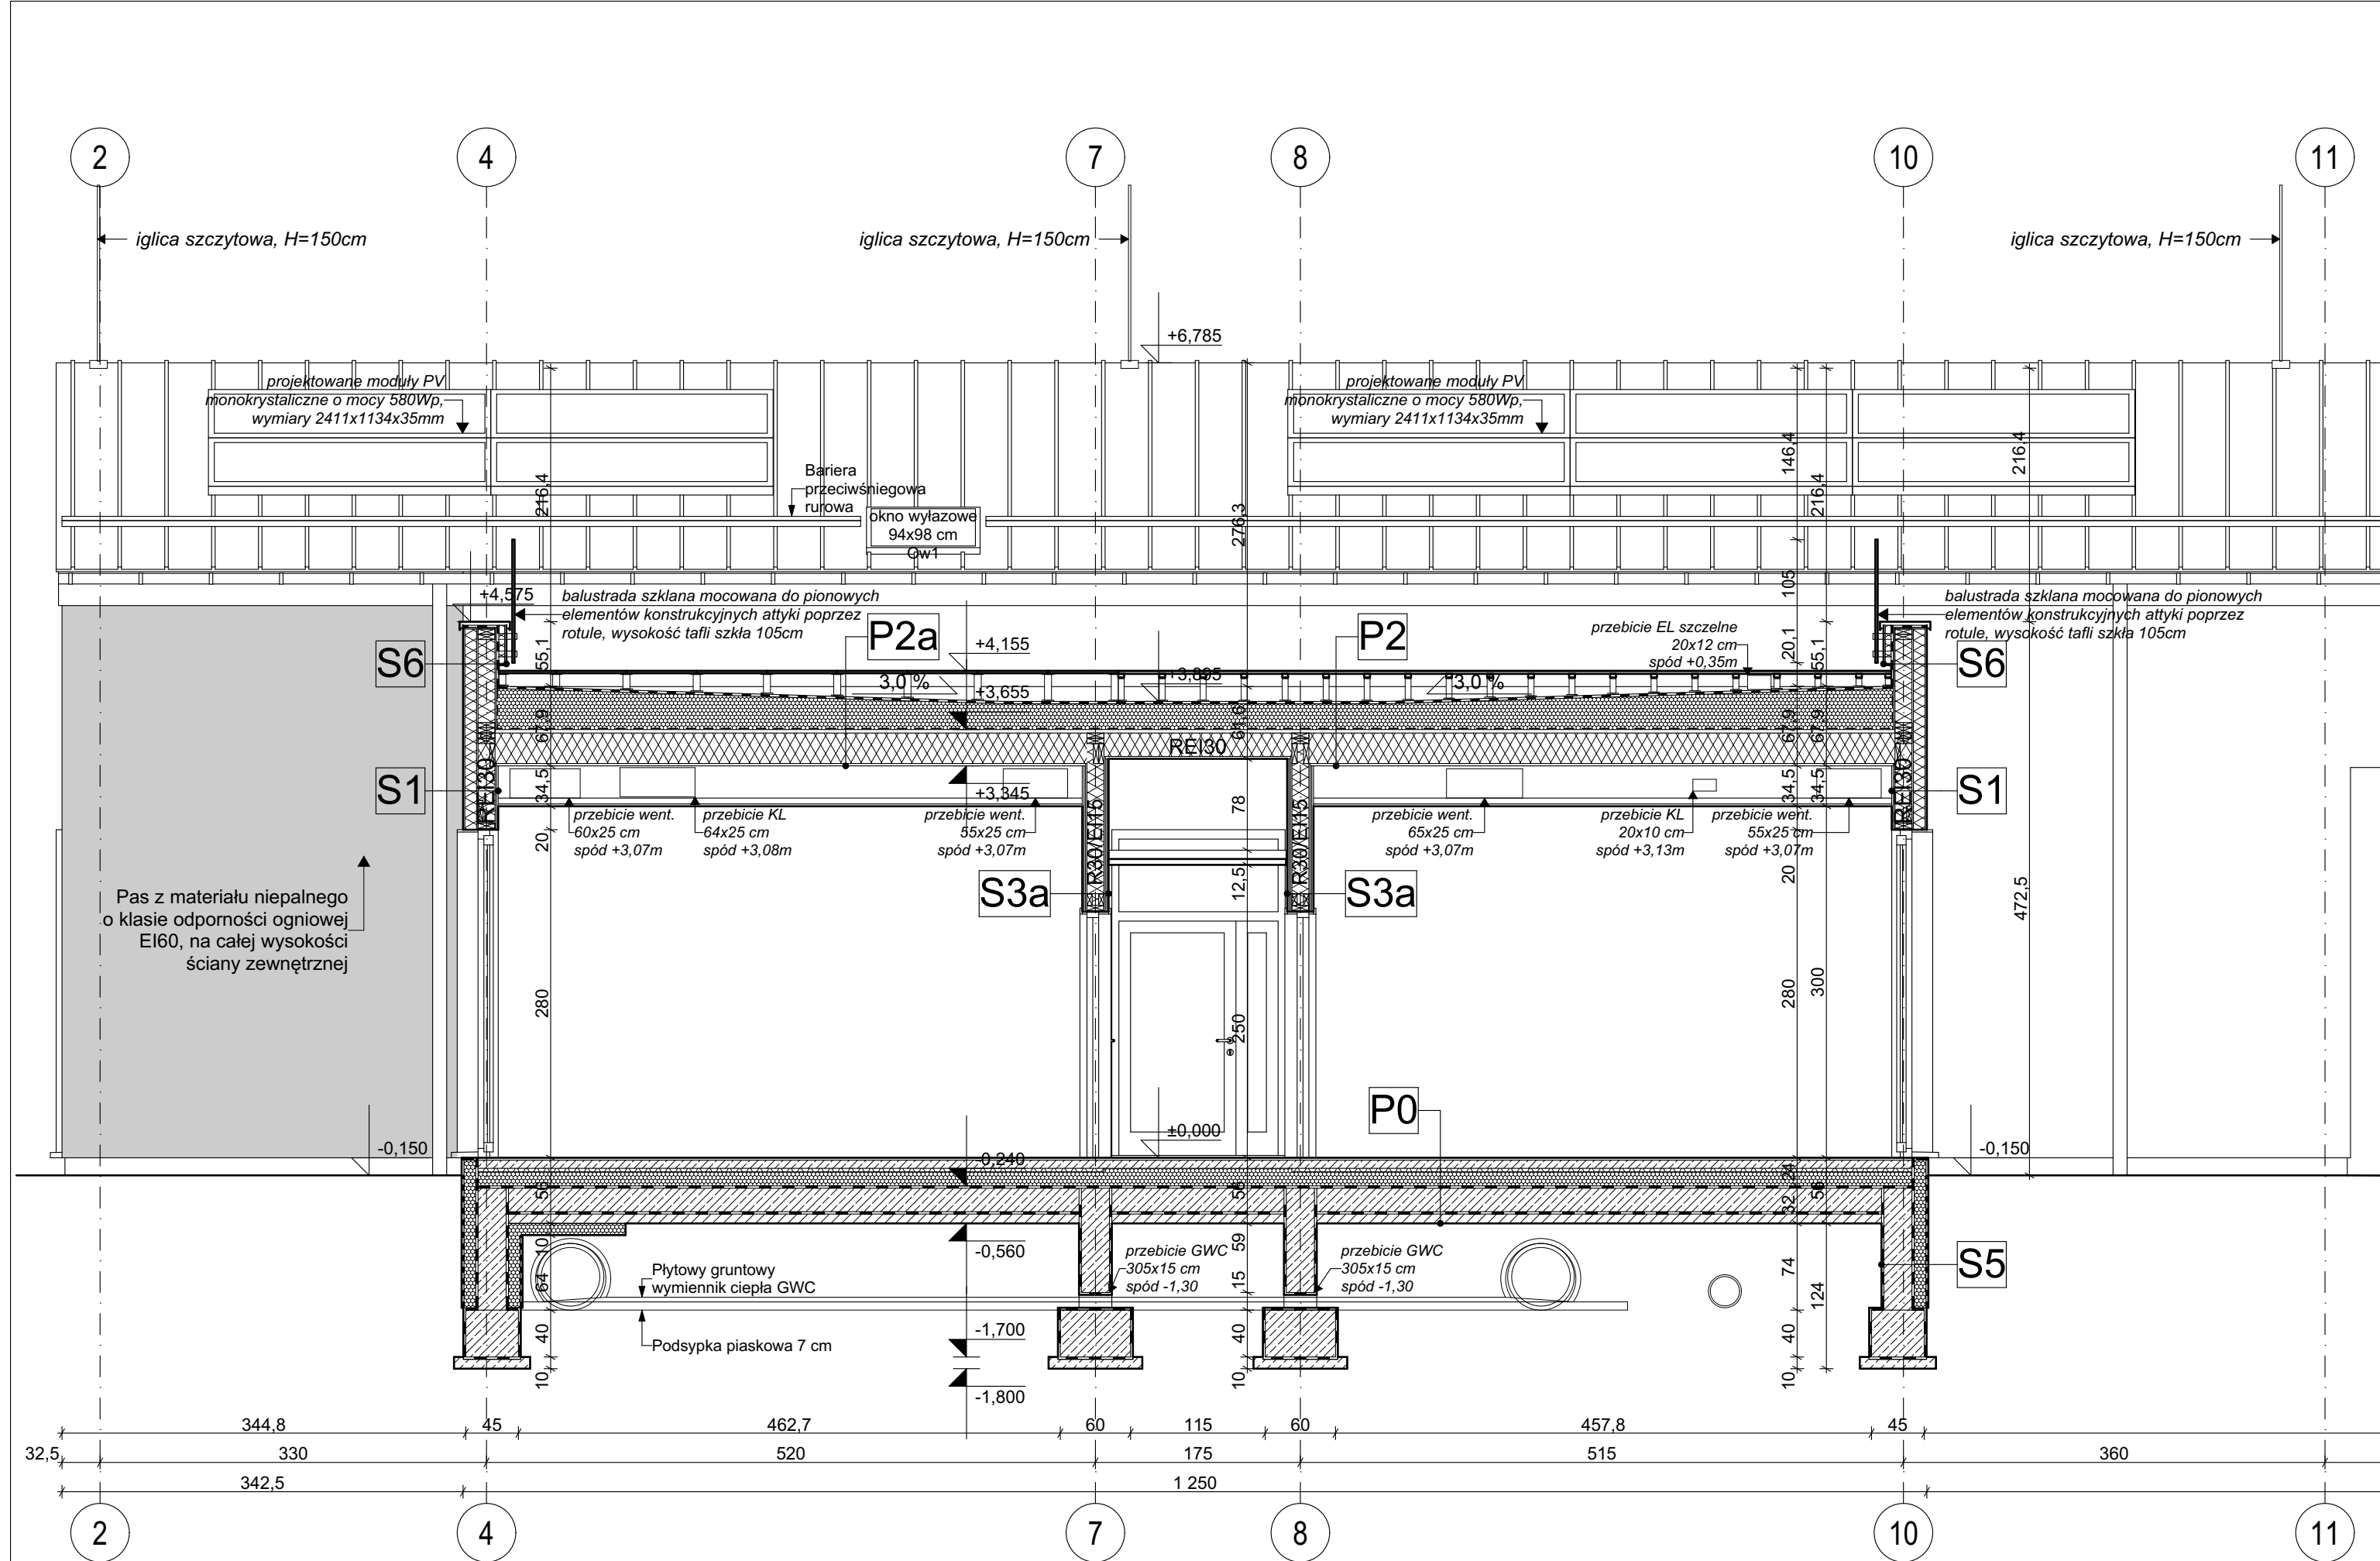 2
4
7
8
10
11
iglica szczytowa, H=150cm
iglica szczytowa, H=150cm
iglica szczytowa, H=150cm
+6,785
projektowane moduły PV
monokrystaliczne o mocy 580Wp,
wymiary 2411x1134x35mm
projektowane moduły PV
monokrystaliczne o mocy 580Wp,
wymiary 2411x1134x35mm
216,4
276,3
146,4
216,4
216,4
Bariera
przeciwśniegowa
rurowa
okno wyłazowe
94x98 cm
Ow1
+4,575
balustrada szklana mocowana do pionowych
elementów konstrukcyjnych attyki poprzez
rotule, wysokość tafli szkła 105cm
105
balustrada szklana mocowana do pionowych
elementów konstrukcyjnych attyki poprzez
rotule, wysokość tafli szkła 105cm
S6
55,1
P2a
+4,155
P2
przebicie EL szczelne
20x12 cm
spód +0,35m
20,1
55,1
S6
3,0 %
+3,655
+3,895
3,0 %
67,9
61,6
67,9
67,9
REI30
REI30
REI30
S1
34,5
+3,345
78
34,5
34,5
S1
przebicie went.
60x25 cm
spód +3,07m
przebicie KL
64x25 cm
spód +3,08m
przebicie went.
55x25 cm
spód +3,07m
R30/EI15
R30/EI15
przebicie went.
65x25 cm
spód +3,07m
przebicie KL
20x10 cm
spód +3,13m
przebicie went.
55x25 cm
spód +3,07m
20
20
Pas z materiału niepalnego
o klasie odporności ogniowej
EI60, na całej wysokości
ściany zewnętrznej
S3a
12,5
S3a
472,5
280
250
280
300
P0
-0,150
±0,000
-0,150
-0,240
56
56
24
32
56
-0,560
10
64
Płytowy gruntowy
wymiennik ciepła GWC
59
15
przebicie GWC
305x15 cm
spód -1,30
przebicie GWC
305x15 cm
spód -1,30
74
124
S5
Podsypka piaskowa 7 cm
-1,700
40
40
40
-1,800
10
10
10
344,8
45
462,7
60
115
60
457,8
45
32,5
330
520
175
515
360
342,5
1 250
2
4
7
8
10
11